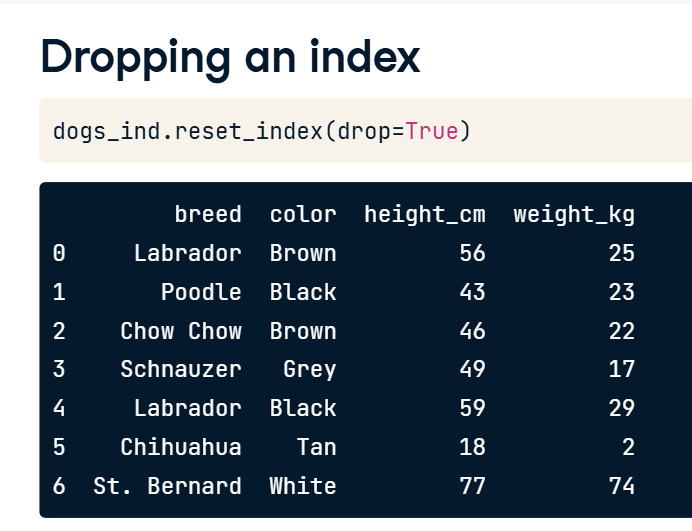 Dropping an index
dogs_ind.reset_index(drop=True)
breed color height_cm weight_kg
0 Labrador Brown 56 25
1 Poodle Black 43 23
2 Chow Chow Brown 46 22
3 Schnauzer Grey 49 17
4 Labrador Black 59 29
5 Chihuahua Tan 18 2
6 St. Bernard White 77 74